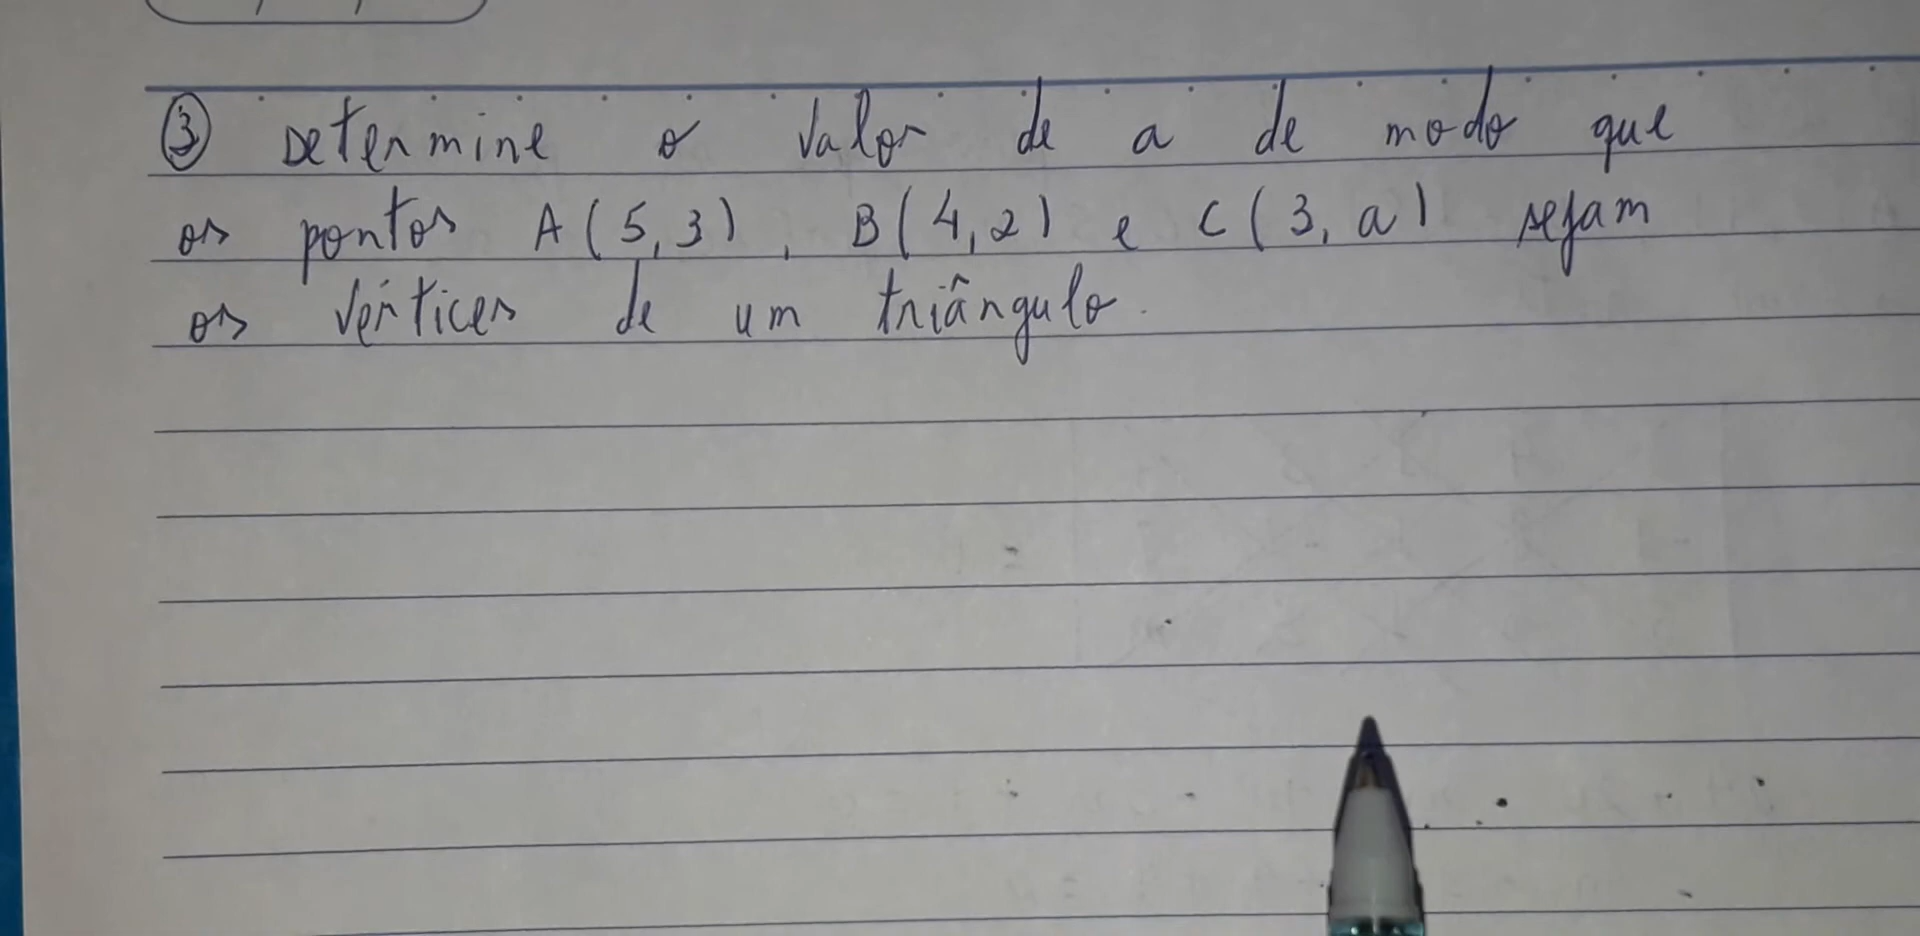 ③ Determine o valor de a de modo que
os pontos A(5,3), B(4,2) e C(3, a) sejam
os vértices de um triângulo.